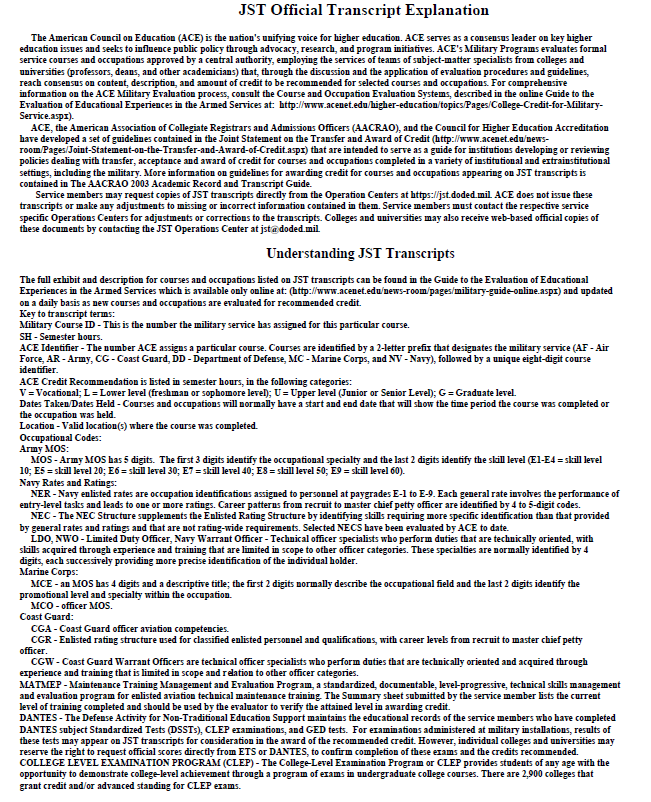 JST Official Transcript Explanation
The American Council on Education (ACE) is the nation's unifying voice for higher education. ACE serves as a consensus leader on key higher
education issues and seeks to influence public policy through advocacy, research, and program initiatives. ACE's Military Programs evaluates formal
service courses and occupations approved by a central authority, employing the services of teams of subject-matter specialists from colleges and
universities (professors, deans, and other academicians) that, through the discussion and the application of evaluation procedures and guidelines,
reach consensus on content, description, and amount of credit to be recommended for selected courses and occupations. For comprehensive
information on the ACE Military Evaluation process, consult the Course and Occupation Evaluation Systems, described in the online Guide to the
Evaluation of Educational Experiences in the Armed Services at: http://www.acenet.edu/higher-education/topics/Pages/College-Credit-for-Military-
Service.aspx).
ACE, the American Association of Collegiate Registrars and Admissions Officers (AACRAO), and the Council for Higher Education Accreditation
have developed a set of guidelines contained in the Joint Statement on the Transfer and Award of Credit (http://www.acenet.edu/news-
room/Pages/Joint-Statement-on-the-Transfer-and-Award-of-Credit.aspx) that are intended to serve as a guide for institutions developing or reviewing
policies dealing with transfer, acceptance and award of credit for courses and occupations completed in a variety of institutional and extrainstitutional
settings, including the military. More information on guidelines for awarding credit for courses and occupations appearing on JST transcripts is
contained in The AACRAO 2003 Academic Record and Transcript Guide.
Service members may request copies of JST transcripts directly from the Operation Centers at https://jst.doded.mil. ACE does not issue these
transcripts or make any adjustments to missing or incorrect information contained in them. Service members must contact the respective service
specific Operations Centers for adjustments or corrections to the transcripts. Colleges and universities may also receive web-based official copies of
these documents by contacting the JST Operation Center at jst@doded.mil.
Understanding JST Transcripts
The full exhibit and description for courses and occupations listed on JST transcripts can be found in the Guide to the Evaluation of Educational
Experiences in the Armed Services which is available only online at: (http://www.acenet.edu/news-room/pages/military-guide-online.aspx) and updated
on a daily basis as new courses and occupations are evaluated for recommended credit.
Key to transcript terms:
Military Course ID - This is the number the military service has assigned for this particular course.
SH - Semester hours.
ACE Identifier - The number ACE assigns a particular course. Courses are identified by a 2-letter prefix that designates the military service (AF - Air
Force, AR - Army, CG - Coast Guard, DD - Department of Defense, MC - Marine Corps, and NV - Navy), followed by a unique eight-digit course
identifier.
ACE Credit Recommendation is listed in semester hours, in the following categories:
V = Vocational; L = Lower level (freshman or sophomore level); U = Upper level (Junior or Senior Level); G = Graduate level.
Dates Taken/Dates Held - Courses and occupations will normally have a start and end date that will show the time period the course was completed or
the occupation was held.
Location - Valid location(s) where the course was completed.
Occupational Codes:
Army MOS:
MOS - Army MOS has 5 digits. The first 3 digits identify the occupational specialty and the last 2 digits identify the skill level (E1-E4 = skill level
10; E5 = skill level 20; E6 = skill level 30; E7 = skill level 40; E8 = skill level 50; E9 = skill level 60).
Navy Rates and Ratings:
NER - Navy enlisted rates are occupation identifications assigned to personnel at paygrades E-1 to E-9. Each general rate involves the performance of
entry-level tasks and leads to one or more ratings. Career patterns from recruit to master chief petty officer are identified by 4 to 5-digit codes.
NEC - The NEC Structure supplements the Enlisted Rating Structure by identifying skills requiring more specific identification than that provided
by general rates and ratings and that are not rating-wide requirements. Selected NECS have been evaluated by ACE to date.
LDO, NWO - Limited Duty Officer, Navy Warrant Officer - Technical officer specialists who perform duties that are technically oriented, with
skills acquired through experience and training that are limited in scope to other officer categories. These specialties are normally identified by 4
digits, each successively providing more precise identification of the individual holder.
Marine Corps:
MCE - an MOS has 4 digits and a descriptive title; the first 2 digits normally describe the occupational field and the last 2 digits identify the
promotional level and specialty within the occupation.
MCO - officer MOS.
Coast Guard:
CGA - Coast Guard officer aviation competencies.
CGR - Enlisted rating structure used for classified enlisted personnel and qualifications, with career levels from recruit to master chief petty
officer.
CGW - Coast Guard Warrant Officers are technical officer specialists who perform duties that are technically oriented and acquired through
experience and training that is limited in scope and relation to other officer categories.
MATMEP - Maintenance Training Management and Evaluation Program, a standardized, documentable, level-progressive, technical skills management
and evaluation program for enlisted aviation technical maintenance training. The Summary sheet submitted by the service member lists the current
level of training completed and should be used by the evaluator to verify the attained level in awarding credit.
DANTES - The Defense Activity for Non-Traditional Education Support maintains the educational records of the service members who have completed
DANTES subject Standardized Tests (DSSTs), CLEP examinations, and GED tests. For examinations administered at military installations, results of
these tests may appear on JST transcripts for consideration in the award of the recommended credit. However, individual colleges and universities may
reserve the right to request official scores directly from ETS or DANTES, to confirm completion of these exams and the credits recommended.
COLLEGE LEVEL EXAMINATION PROGRAM (CLEP) - The College-Level Examination Program or CLEP provides students of any age with the
opportunity to demonstrate college-level achievement through a program of exams in undergraduate college courses. There are 2,900 colleges that
grant credit and/or advanced standing for CLEP exams.